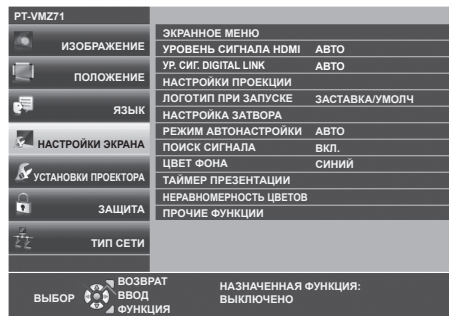 PT-VMZ71
ИЗОБРАЖЕНИЕ
ПОЛОЖЕНИЕ
ЯЗЫК
НАСТРОЙКИ ЭКРАНА
УСТАНОВКИ ПРОЕКТОРА
ЗАЩИТА
ТИП СЕТИ
ЭКРАННОЕ МЕНЮ
УРОВЕНЬ СИГНАЛА HDMI АВТО
УР. СИГ. DIGITAL LINK АВТО
НАСТРОЙКИ ПРОЕКЦИИ
ЛОГОТИП ПРИ ЗАПУСКЕ ЗАСТАВКА/УМОЛЧ
НАСТРОЙКА ЗАТВОРА
РЕЖИМ АВТОНАСТРОЙКИ АВТО
ПОИСК СИГНАЛА ВКЛ.
ЦВЕТ ФОНА СИНИЙ
ТАЙМЕР ПРЕЗЕНТАЦИИ
НЕРАВНОМЕРНОСТЬ ЦВЕТОВ
ПРОЧИЕ ФУНКЦИИ
ВЫБОР
ВОЗВРАТ
ВВОД
ФУНКЦИЯ
НАЗНАЧЕННАЯ ФУНКЦИЯ:
ВЫКЛЮЧЕНО